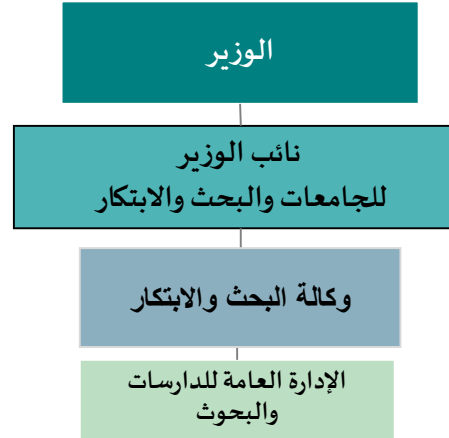 الوزير
نائب الوزير
للجامعات والبحث والابتكار
وكالة البحث والابتكار
الإدارة العامة للدارسات
والبحوث